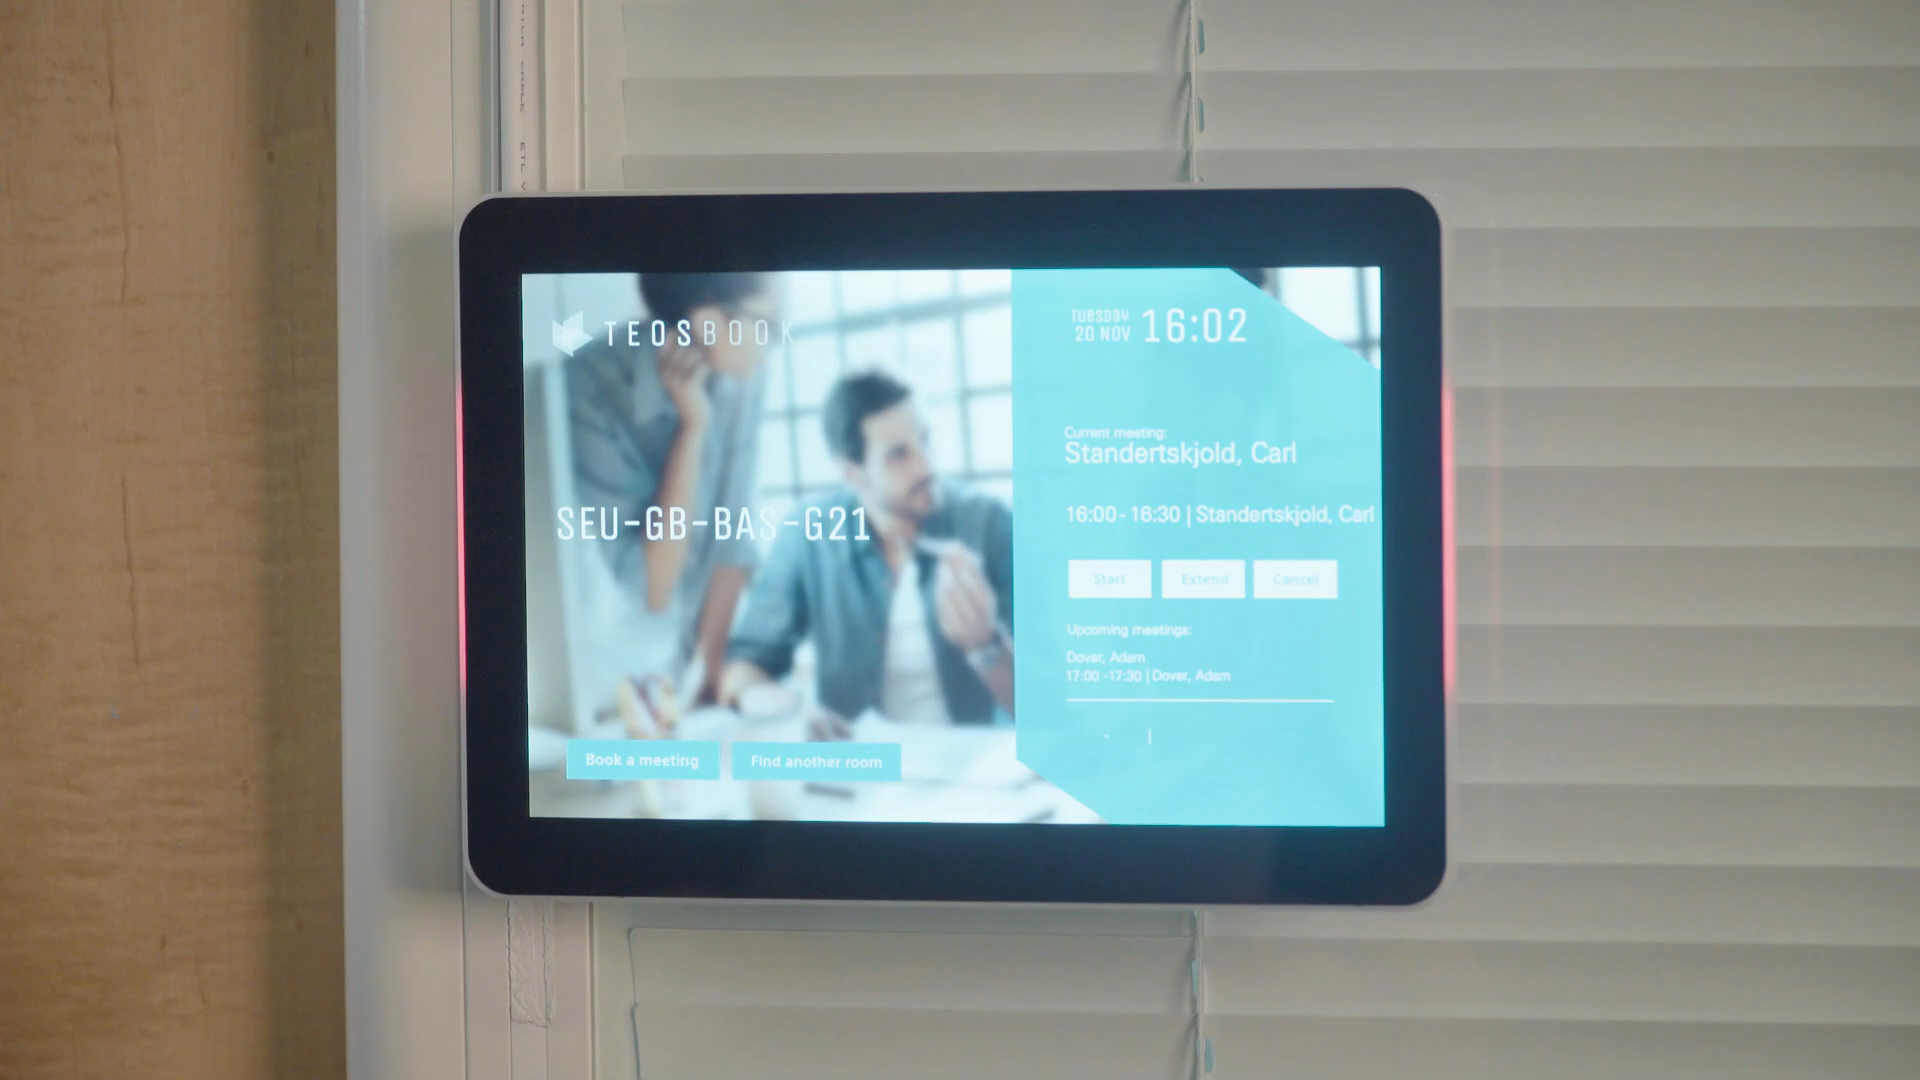 CABLE ETL V
TEOSBOOK
TUESDAY
20 NOV
16:02
SEU-GB-BAS-G21
Current meeting:
Standertskjold, Carl
16:00 - 16:30 | Standertskjold, Carl
Start
Extend
Cancel
Upcoming meetings:
Dover, Adam
17:00 -17:30 | Dover, Adam
- |
Book a meeting
Find another room